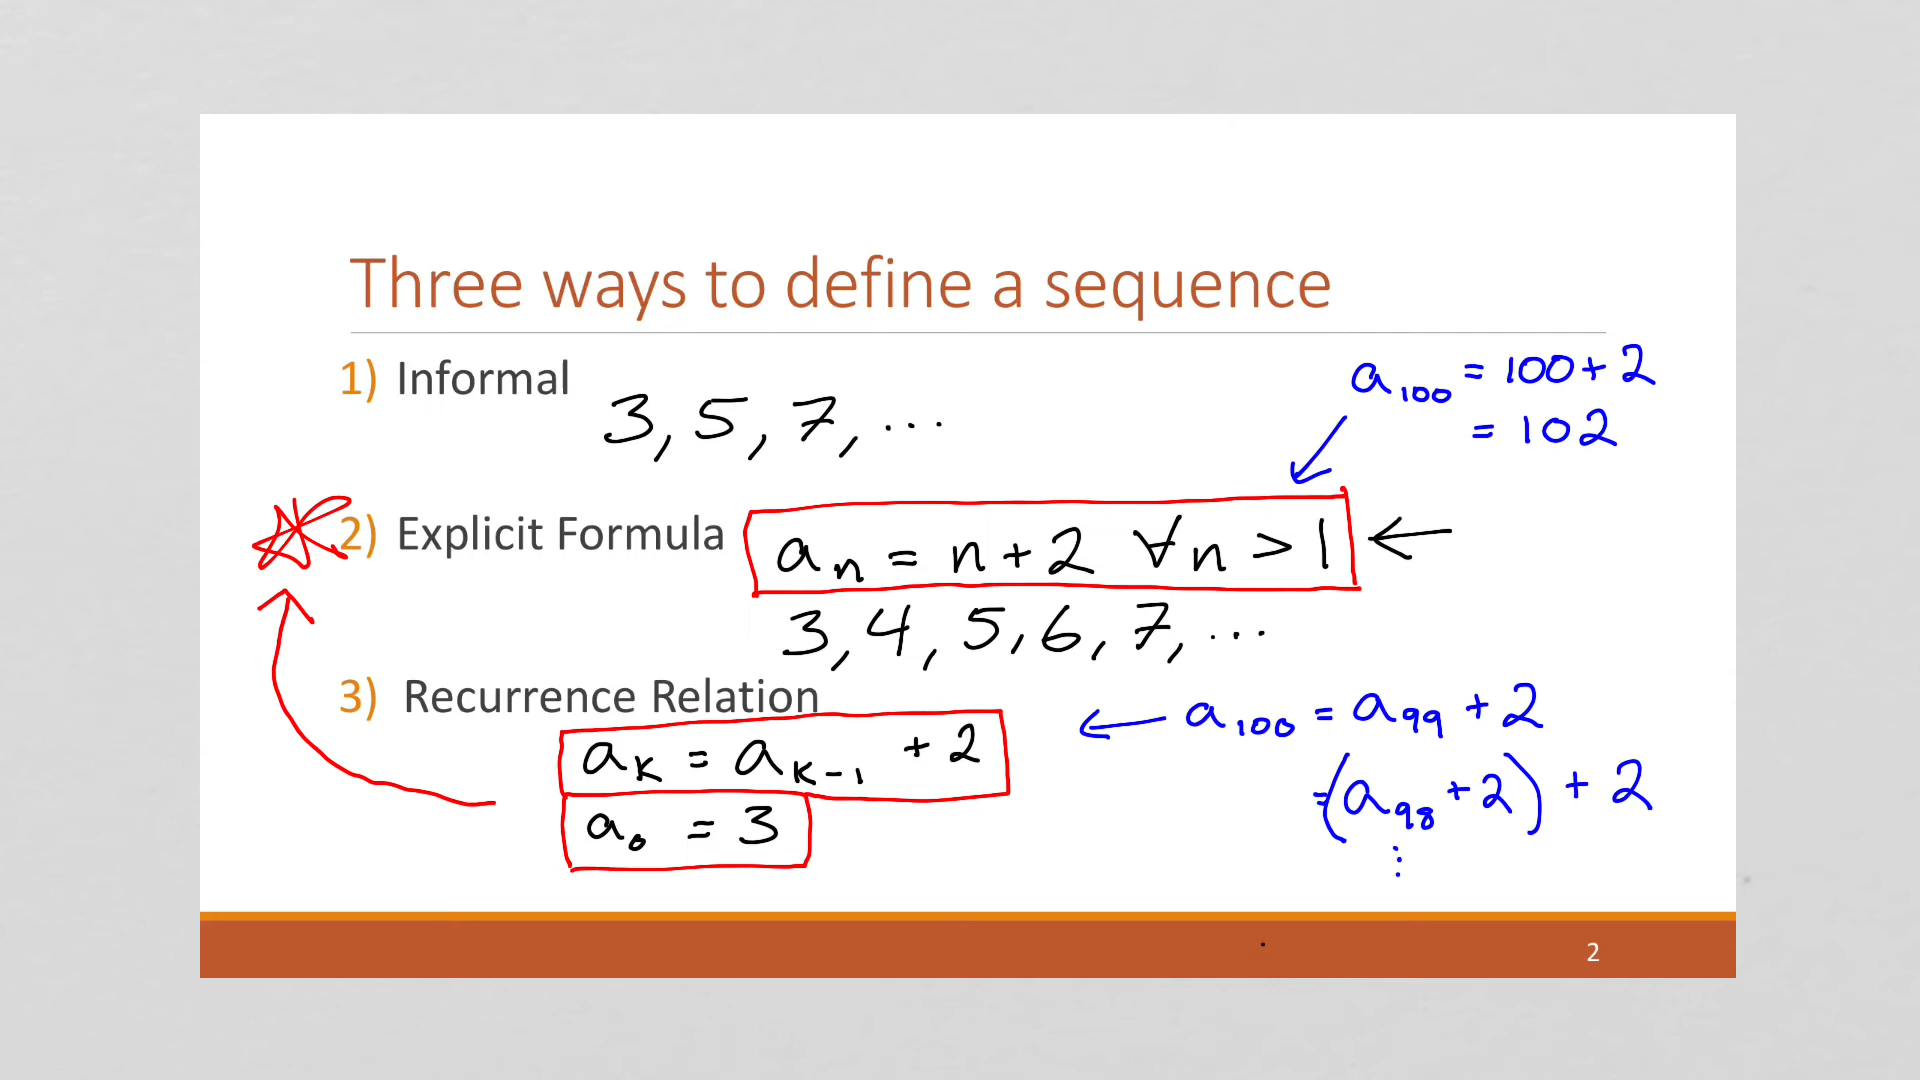 Three ways to define a sequence
1) Informal
3, 5, 7, ...
a₁₀₀ = 100 + 2
= 102
2) Explicit Formula
aₙ = n + 2 ∀n > 1
3, 4, 5, 6, 7, ...
3) Recurrence Relation
aₖ = aₖ₋₁ + 2
a₀ = 3
a₁₀₀ = a₉₉ + 2
= (a₉₈ + 2) + 2
⋮
2